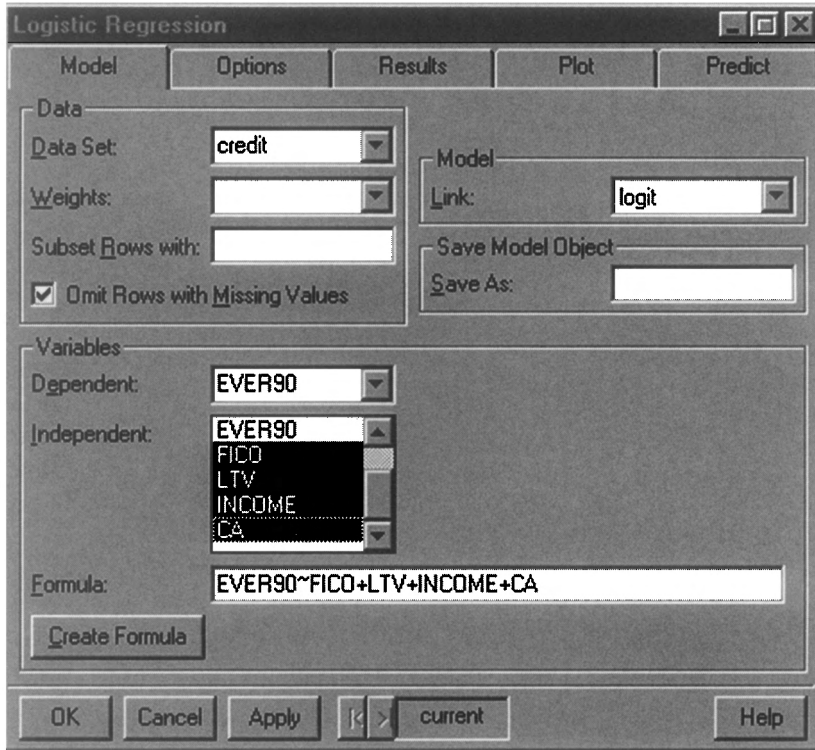 Logistic Regression
Model Options Results Plot Predict
Data
Data Set: credit
Weights:
Subset Rows with:
Omit Rows with Missing Values
Model
Link: logit
Save Model Object
Save As:
Variables
Dependent: EVER90
Independent: EVER90
FICO
LTV
INCOME
CA
Formula: EVER90~FICO+LTV+INCOME+CA
Create Formula
OK Cancel Apply |< > current Help